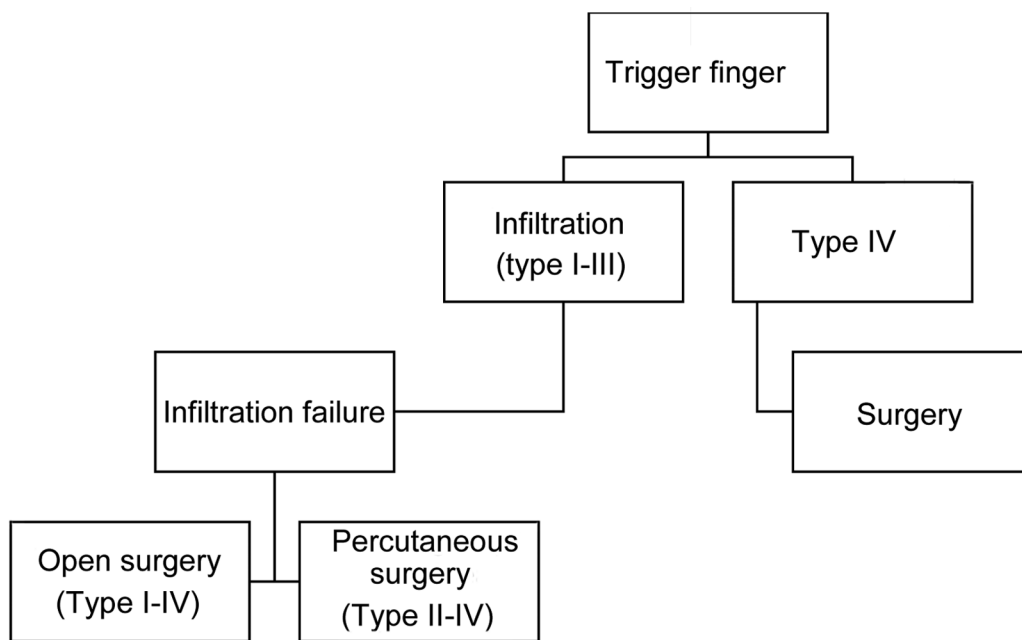 Trigger finger
Infiltration
(type I-III)
Type IV
Infiltration failure
Surgery
Open surgery
(Type I-IV)
Percutaneous
surgery
(Type II-IV)